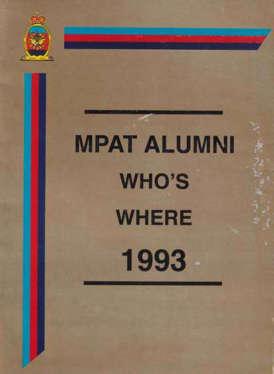 MPAT ALUMNI
WHO'S
WHERE
1993